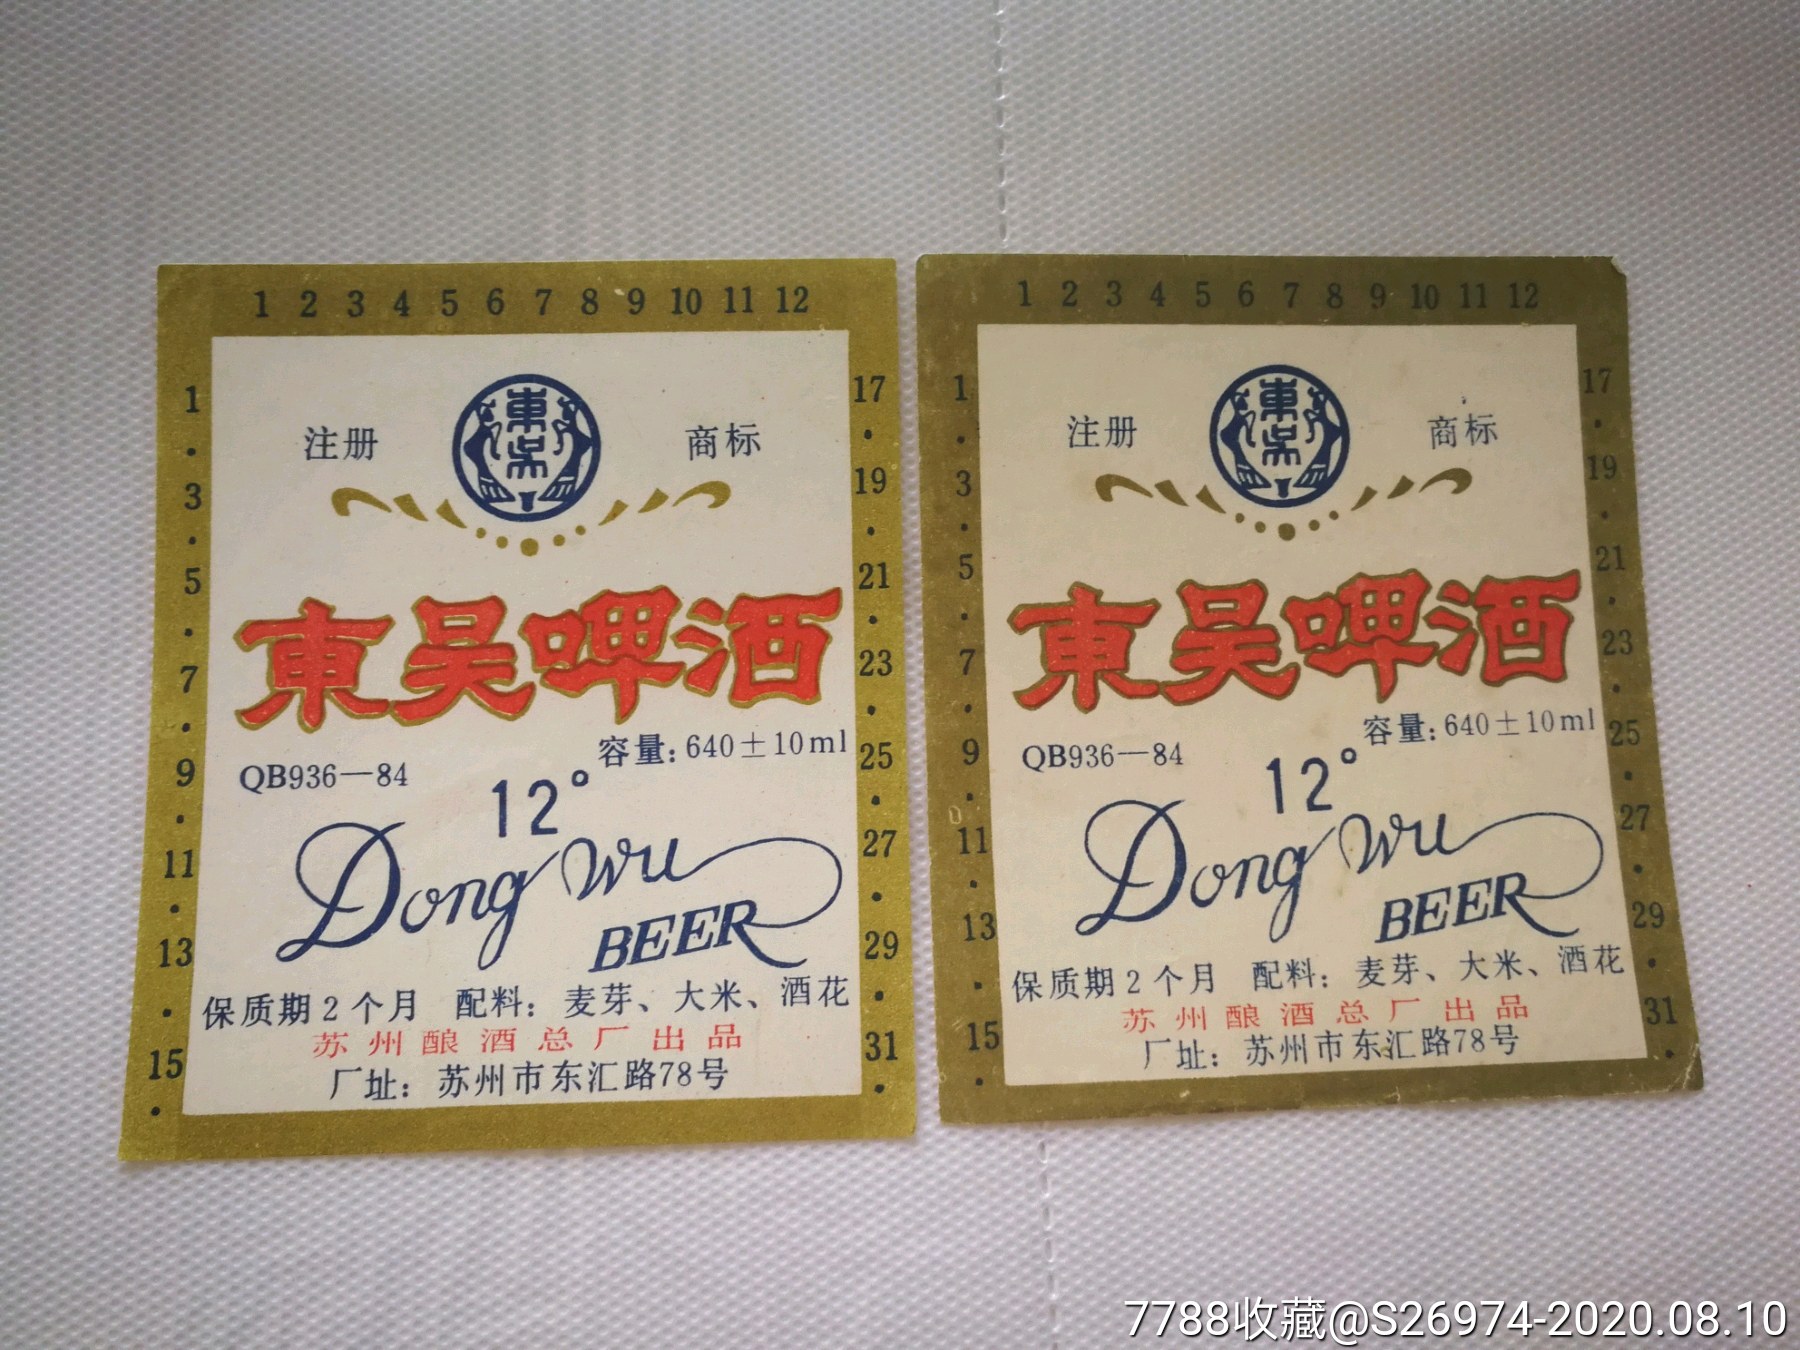 1 2 3 4 5 6 7 8 9 10 11 12
1 · 3 · 5 · 7 · 9 · 11 · 13 · 15 ·
17 · 19 · 21 · 23 · 25 · 27 · 29 · 31 ·
注册 東吴 商标
東吴啤酒
容量: 640±10ml
QB936—84
12°
Dong Wu
BEER
保质期2个月 配料: 麦芽、大米、酒花
苏州酿酒总厂出品
厂址: 苏州市东汇路78号
1 2 3 4 5 6 7 8 9 10 11 12
1 · 3 · 5 · 7 · 9 · 11 · 13 · 15 ·
17 · 19 · 21 · 23 · 25 · 27 · 29 · 31 ·
注册 東吴 商标
東吴啤酒
容量: 640±10ml
QB936—84
12°
Dong Wu
BEER
保质期2个月 配料: 麦芽、大米、酒花
苏州酿酒总厂出品
厂址: 苏州市东汇路78号
7788收藏@S26974-2020.08.10